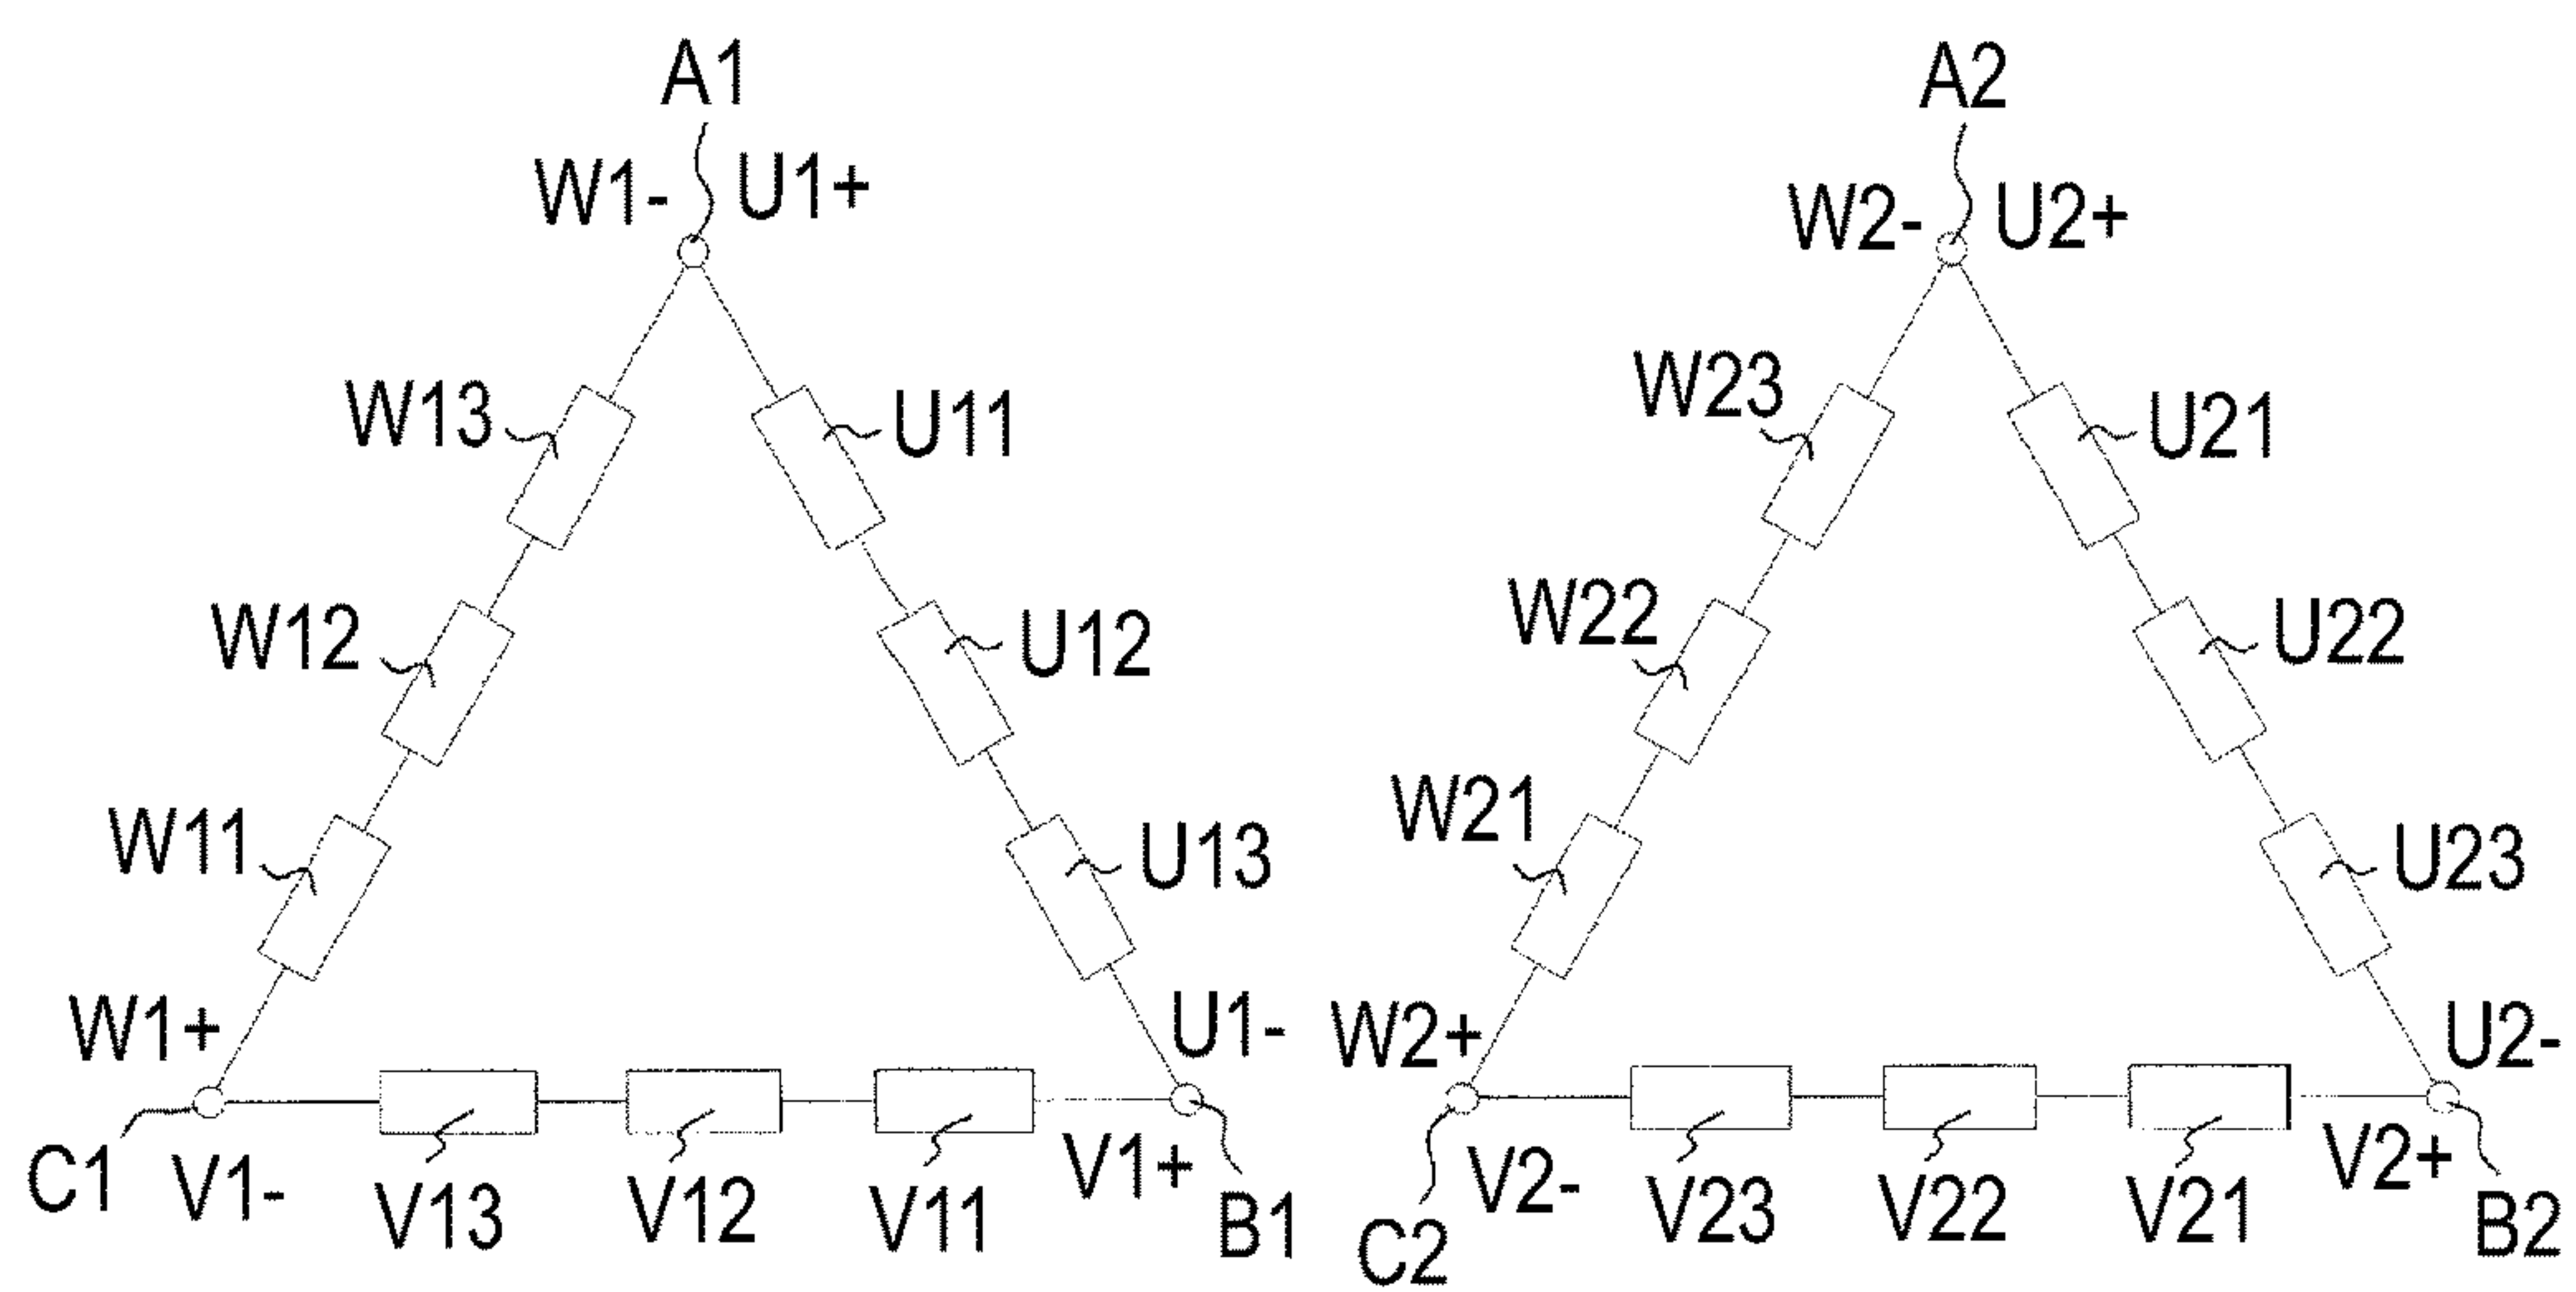 A1
A2
W1- U1+
W2- U2+
W13
U11
W23
U21
W12
U12
W22
U22
W11
U13
W21
U23
W1+
U1-
W2+
U2-
C1
V1-
V13
V12
V11
V1+
B1
C2
V2-
V23
V22
V21
V2+
B2